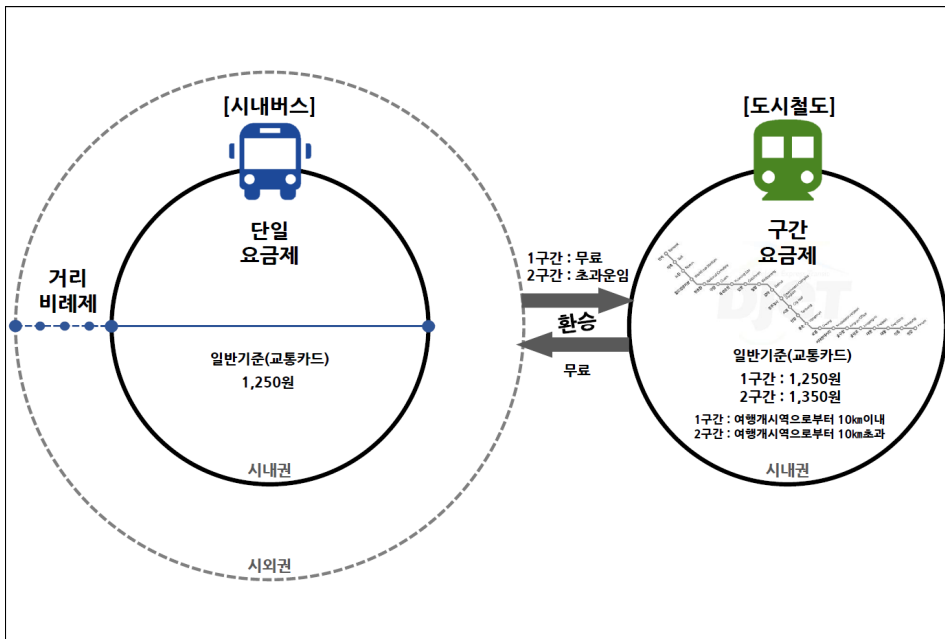 [시내버스]
단일
요금제
거리
비례제
일반기준(교통카드)
1,250원
시내권
시외권
1구간 : 무료
2구간 : 초과운임
환승
무료
[도시철도]
구간
요금제
일반기준(교통카드)
1구간 : 1,250원
2구간 : 1,350원
1구간 : 여행개시역으로부터 10㎞이내
2구간 : 여행개시역으로부터 10㎞초과
시내권